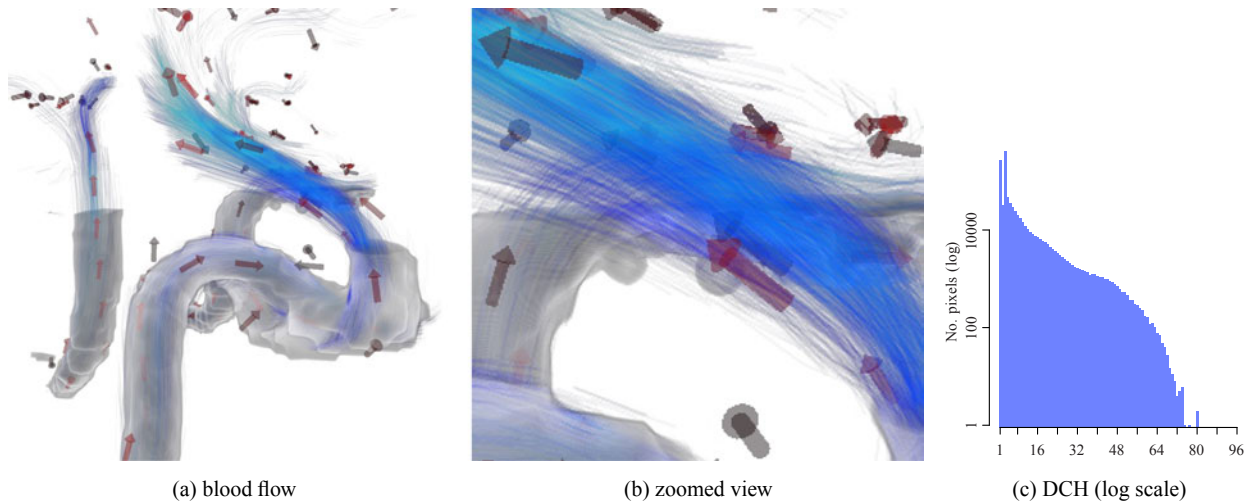 No. pixels (log)
10000
100
1
1 16 32 48 64 80 96
(a) blood flow (b) zoomed view (c) DCH (log scale)